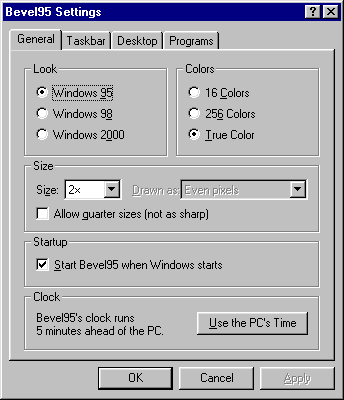 Bevel95 Settings
General Taskbar Desktop Programs
Look
Windows 95
Windows 98
Windows 2000
Colors
16 Colors
256 Colors
True Color
Size
Size: 2x Drawn as: Even pixels
Allow quarter sizes (not as sharp)
Startup
Start Bevel95 when Windows starts
Clock
Bevel95's clock runs
5 minutes ahead of the PC.
Use the PC's Time
OK Cancel Apply